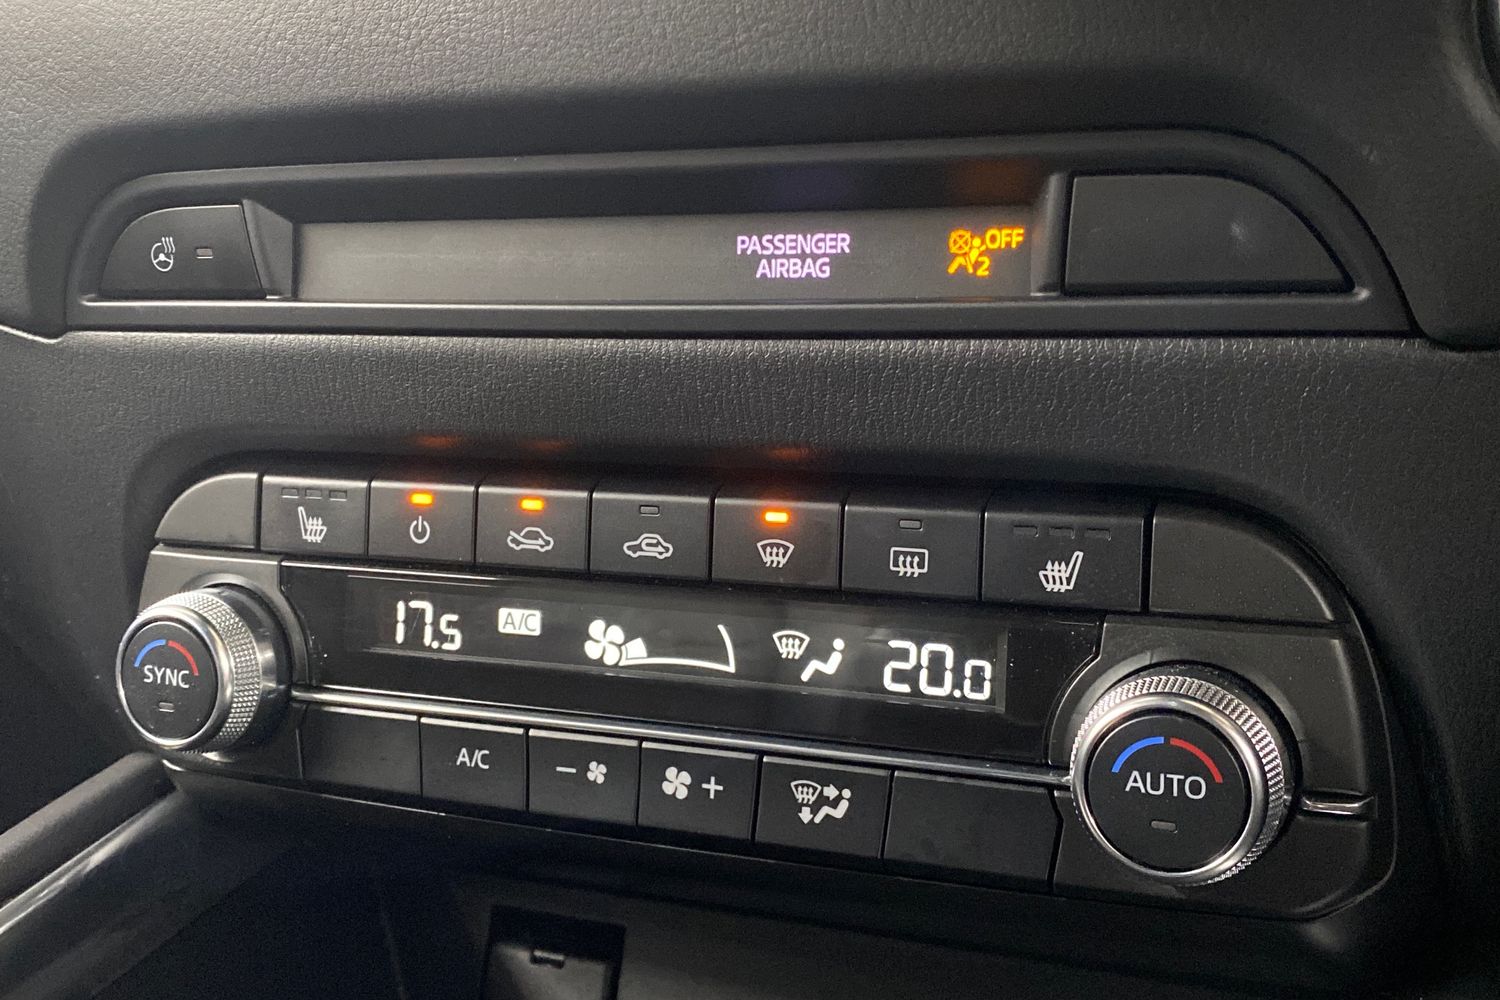 PASSENGER
AIRBAG
OFF
2
17.5
A/C
20.0
SYNC
A/C
−
+
AUTO